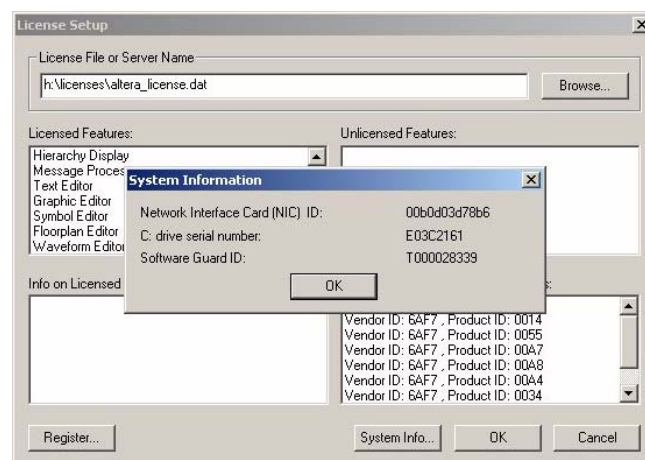 License Setup
License File or Server Name
h:\licenses\altera_license.dat
Browse...
Licensed Features:
Unlicensed Features:
Hierarchy Display
Message Proces
Text Editor
Graphic Editor
Symbol Editor
Floorplan Editor
Waveform Editor
System Information
Network Interface Card (NIC) ID: 00b0d03d78b6
C: drive serial number: E03C2161
Software Guard ID: T000028339
OK
Info on Licensed
s:
Vendor ID: 6AF7 , Product ID: 0014
Vendor ID: 6AF7 , Product ID: 0055
Vendor ID: 6AF7 , Product ID: 00A7
Vendor ID: 6AF7 , Product ID: 00A8
Vendor ID: 6AF7 , Product ID: 00A4
Vendor ID: 6AF7 , Product ID: 0034
Register...
System Info...
OK
Cancel